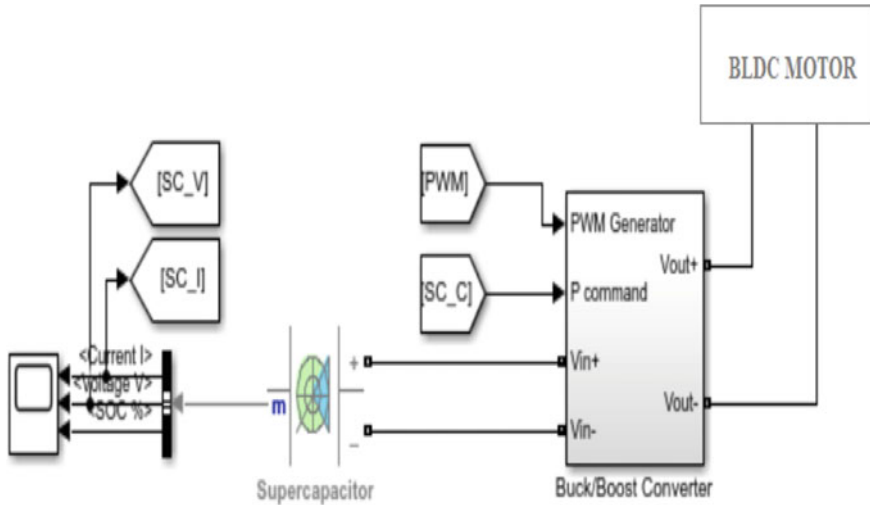 BLDC MOTOR
[SC_V]
[PWM]
PWM Generator
Vout+
[SC_I]
[SC_C]
P command
<Current I>
<Voltage V>
<SOC %>
+
Vin+
Vout-
m
−
Vin-
Supercapacitor
Buck/Boost Converter